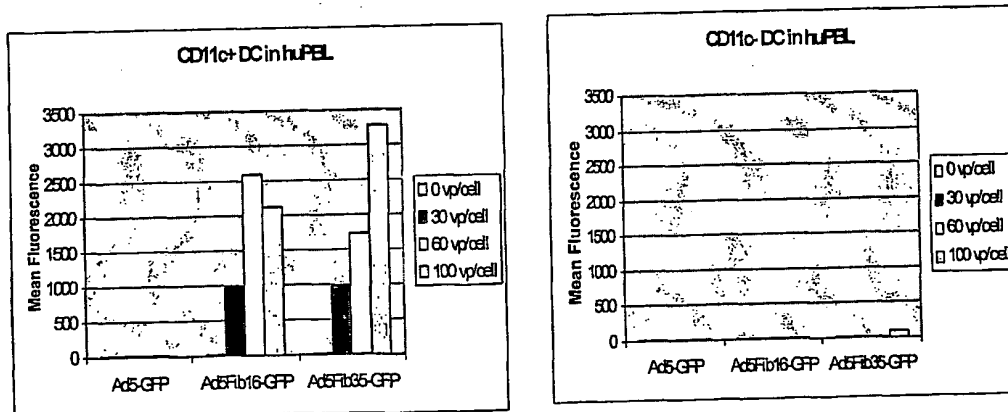 CD11c+ DC in huPBL
3500
3000
2500
2000
1500
1000
500
0
Mean Fluorescence
Ad5-GFP Ad5Fib16-GFP Ad5Fib35-GFP
0 vp/cell
30 vp/cell
60 vp/cell
100 vp/cell
CD11c- DC in huPBL
3500
3000
2500
2000
1500
1000
500
0
Mean Fluorescence
Ad5-GFP Ad5Fib16-GFP Ad5Fib35-GFP
0 vp/cell
30 vp/cell
60 vp/cell
100 vp/cell